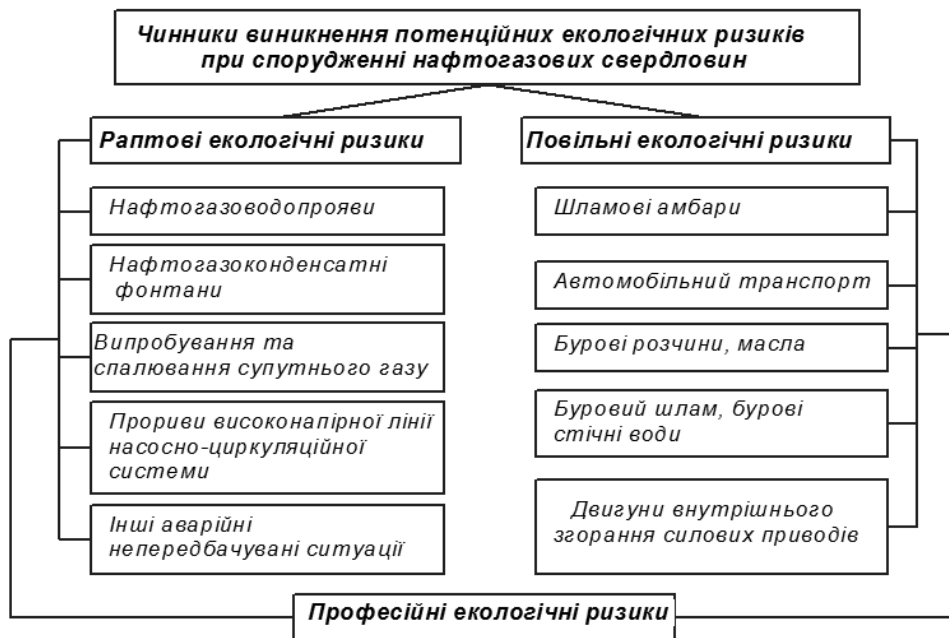 Чинники виникнення потенційних екологічних ризиків
при спорудженні нафтогазових свердловин
Раптові екологічні ризики
Нафтогазоводопрояви
Нафтогазоконденсатні
фонтани
Випробування та
спалювання супутнього газу
Прориви високонапірної лінії
насосно-циркуляційної
системи
Інші аварійні
непередбачувані ситуації
Повільні екологічні ризики
Шламові амбари
Автомобільний транспорт
Бурові розчини, масла
Буровий шлам, бурові
стічні води
Двигуни внутрішнього
згорання силових приводів
Професійні екологічні ризики